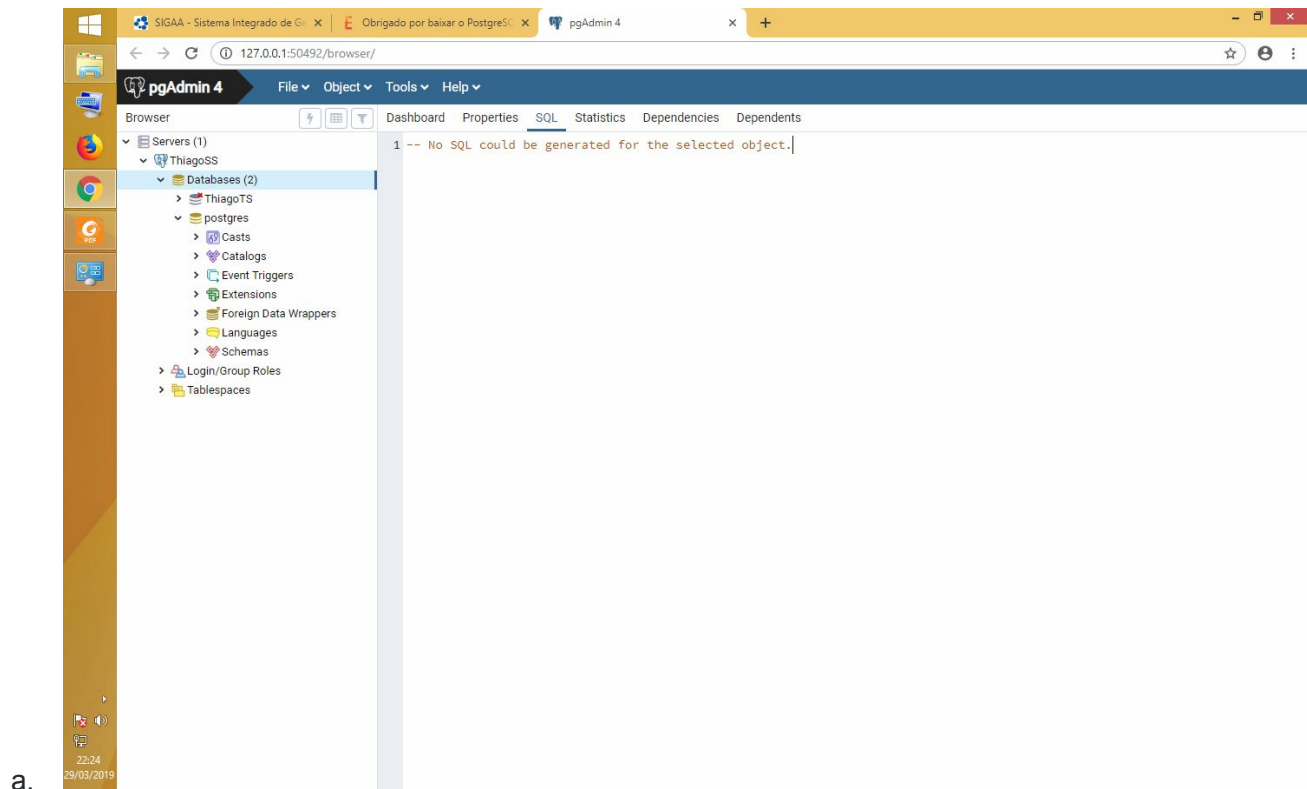 SIGAA - Sistema Integrado de Ge
Obrigado por baixar o PostgreSC
pgAdmin 4
127.0.0.1:50492/browser/
pgAdmin 4 File Object Tools Help
Browser Dashboard Properties SQL Statistics Dependencies Dependents
Servers (1)
1 -- No SQL could be generated for the selected object.
ThiagoSS
Databases (2)
ThiagoTS
postgres
Casts
Catalogs
Event Triggers
Extensions
Foreign Data Wrappers
Languages
Schemas
Login/Group Roles
Tablespaces
PDF
22:24
29/03/2019
a.